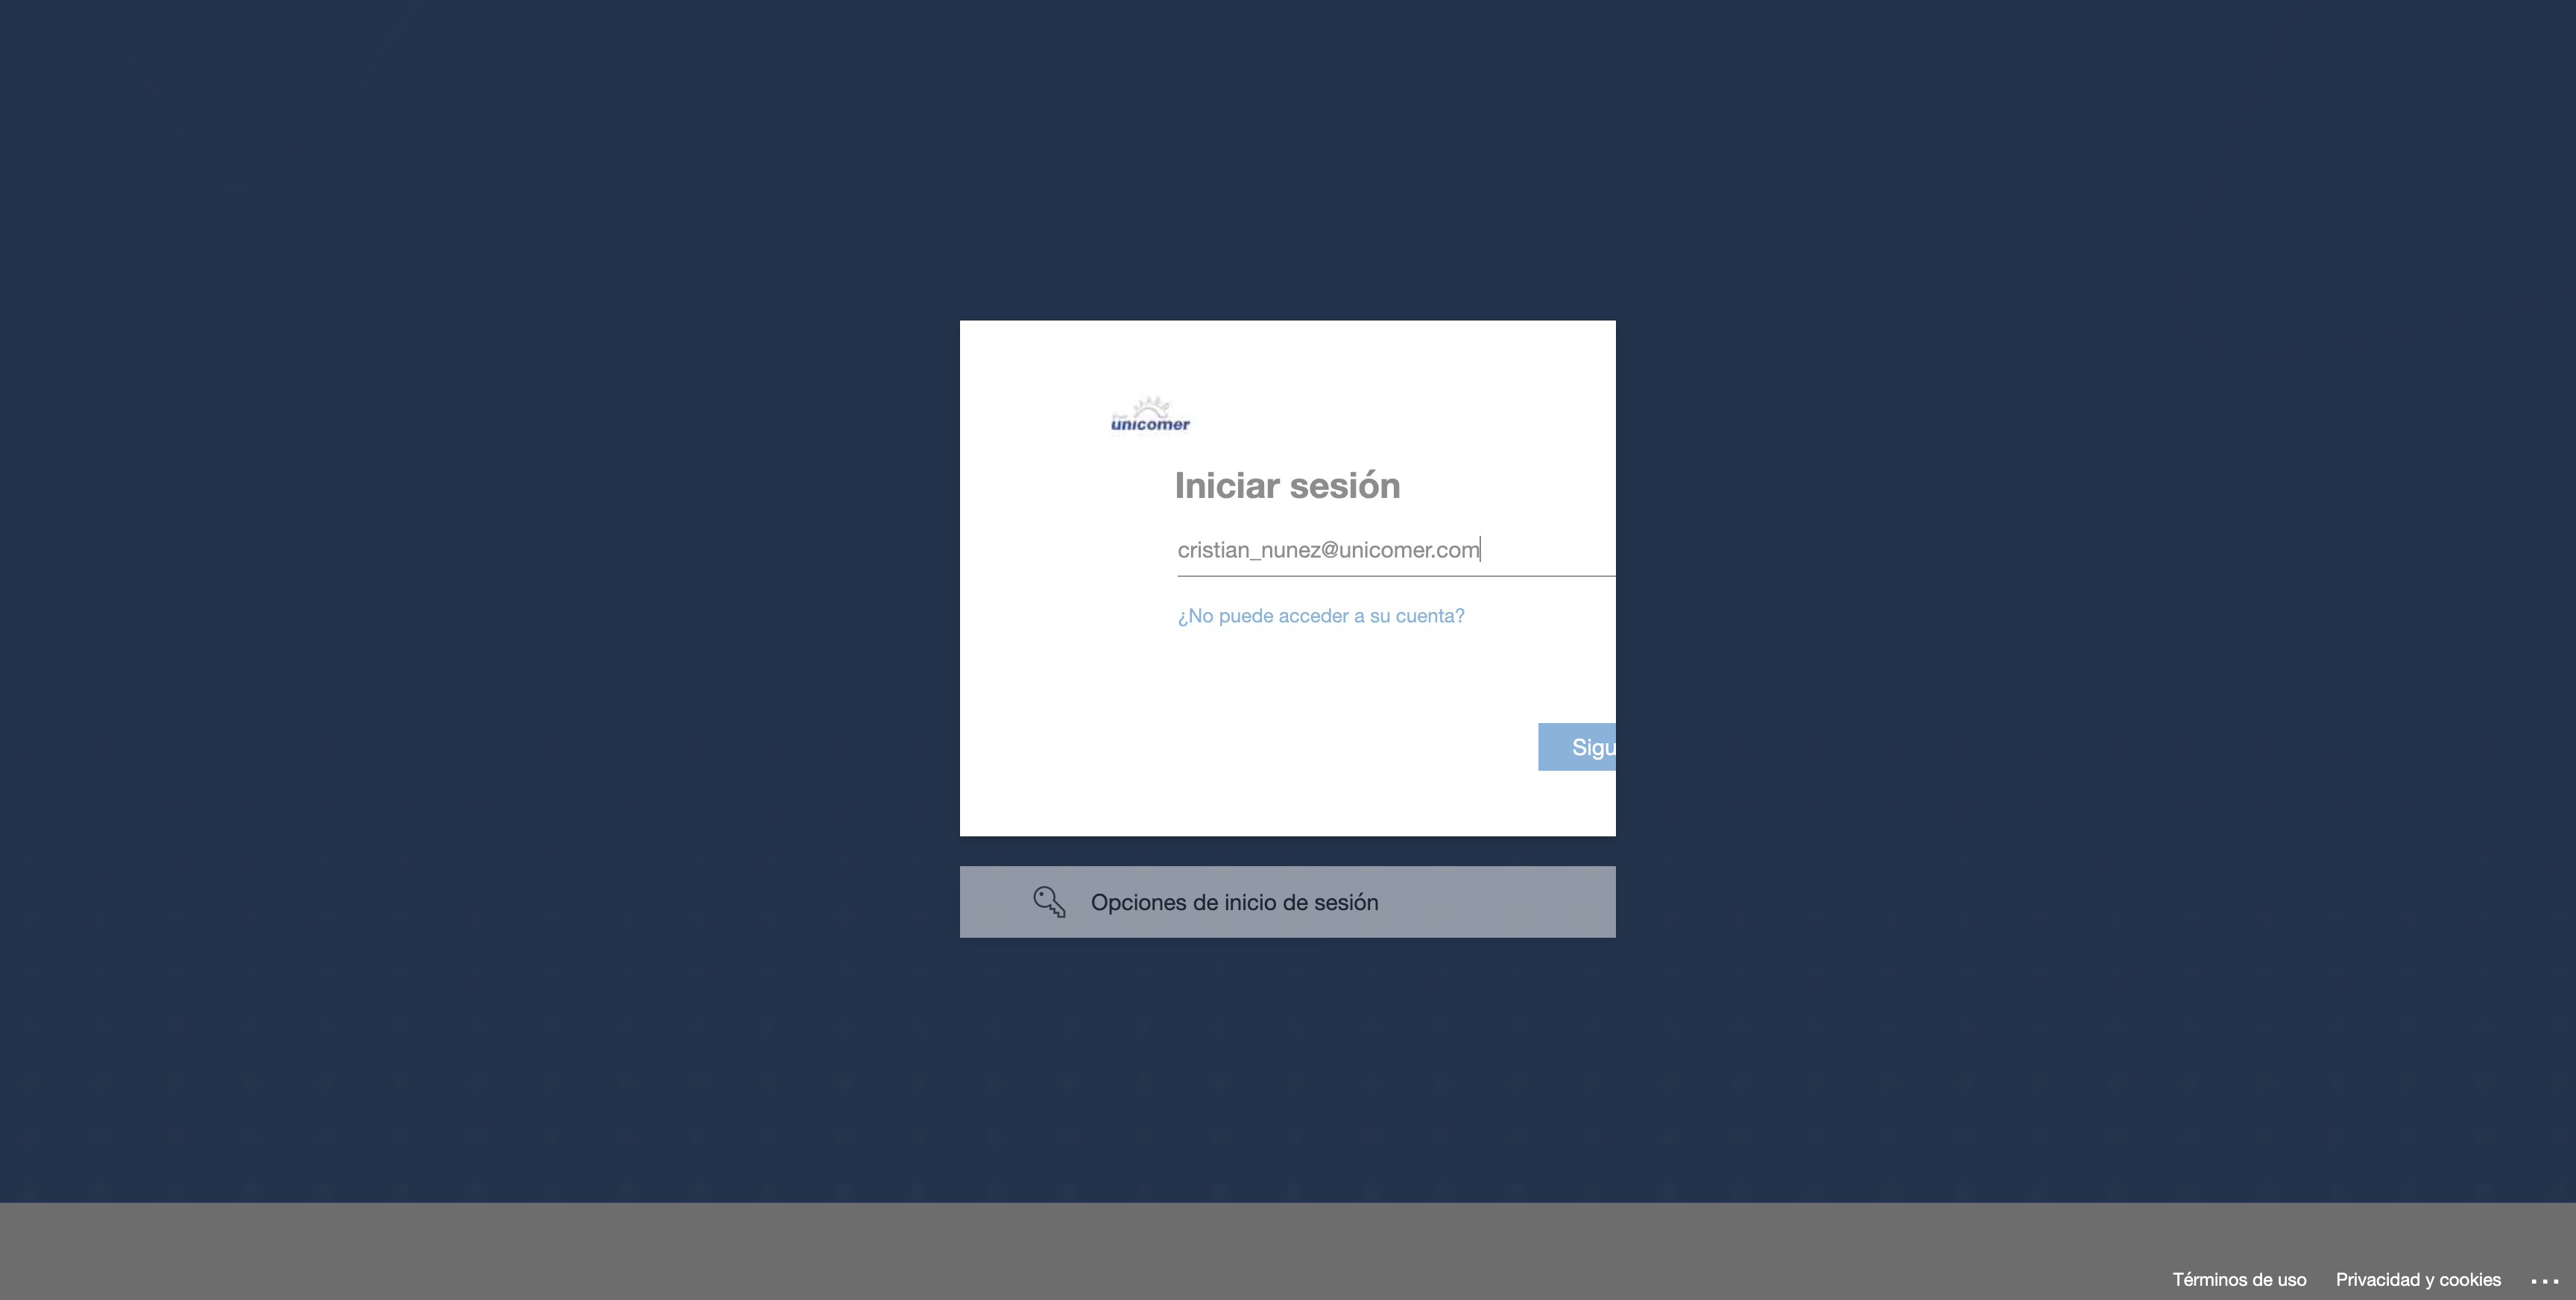 unicomer
Iniciar sesión
cristian_nunez@unicomer.com
¿No puede acceder a su cuenta?
Sigu
Opciones de inicio de sesión
Términos de uso Privacidad y cookies ...